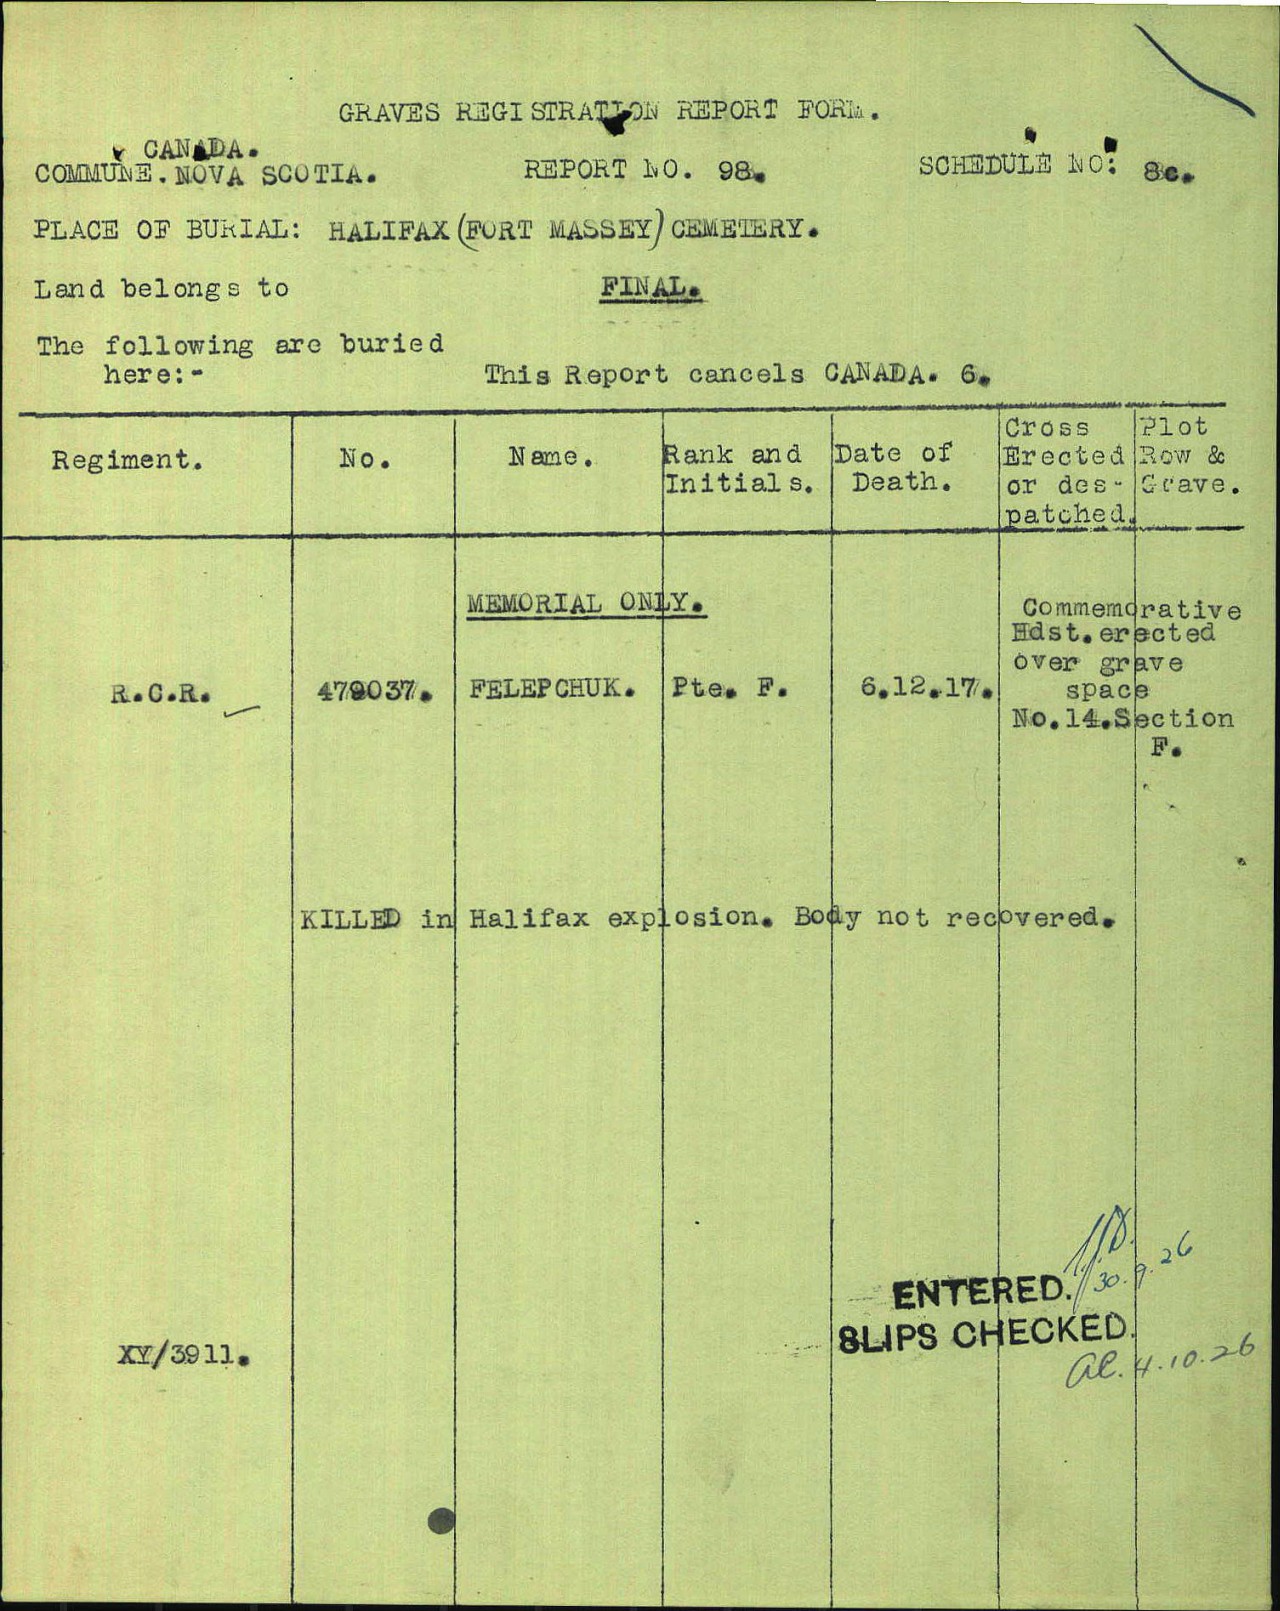 GRAVES REGISTRATION REPORT FORM.
CANADA.
COMMUNE. NOVA SCOTIA. REPORT NO. 98. SCHEDULE NO: 8c.
PLACE OF BURIAL: HALIFAX (FORT MASSEY) CEMETERY.
Land belongs to FINAL.
The following are buried
here:- This Report cancels CANADA. 6.
Regiment. No. Name. Rank and Initials. Date of Death. Cross Erected or des-patched. Plot Row & Grave.
MEMORIAL ONLY.
Commemorative
Hdst. erected
over grave
R.C.R. 479037. FELEPCHUK. Pte. F. 6.12.17. space
No.14.Section
F.
KILLED in Halifax explosion. Body not recovered.
30.9.26
ENTERED.
SLIPS CHECKED.
XY/3911.
4.10.26